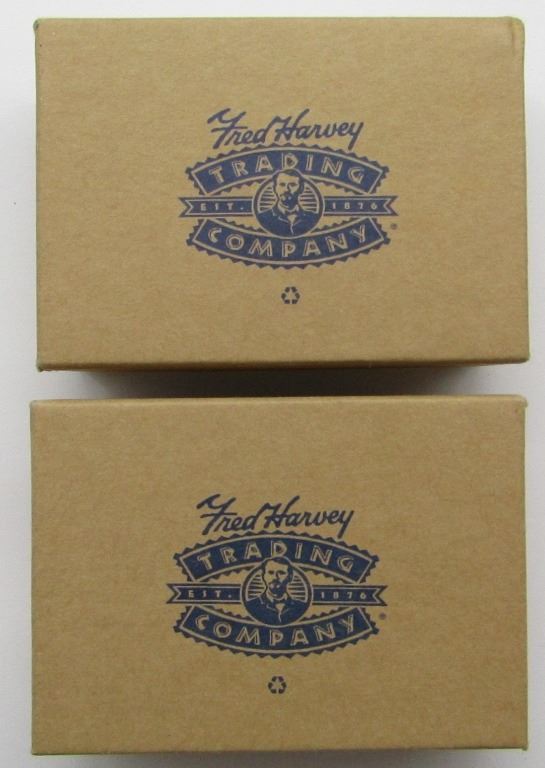 Fred Harvey
TRADING
EST. 1876
COMPANY®
Fred Harvey
TRADING
EST. 1876
COMPANY®